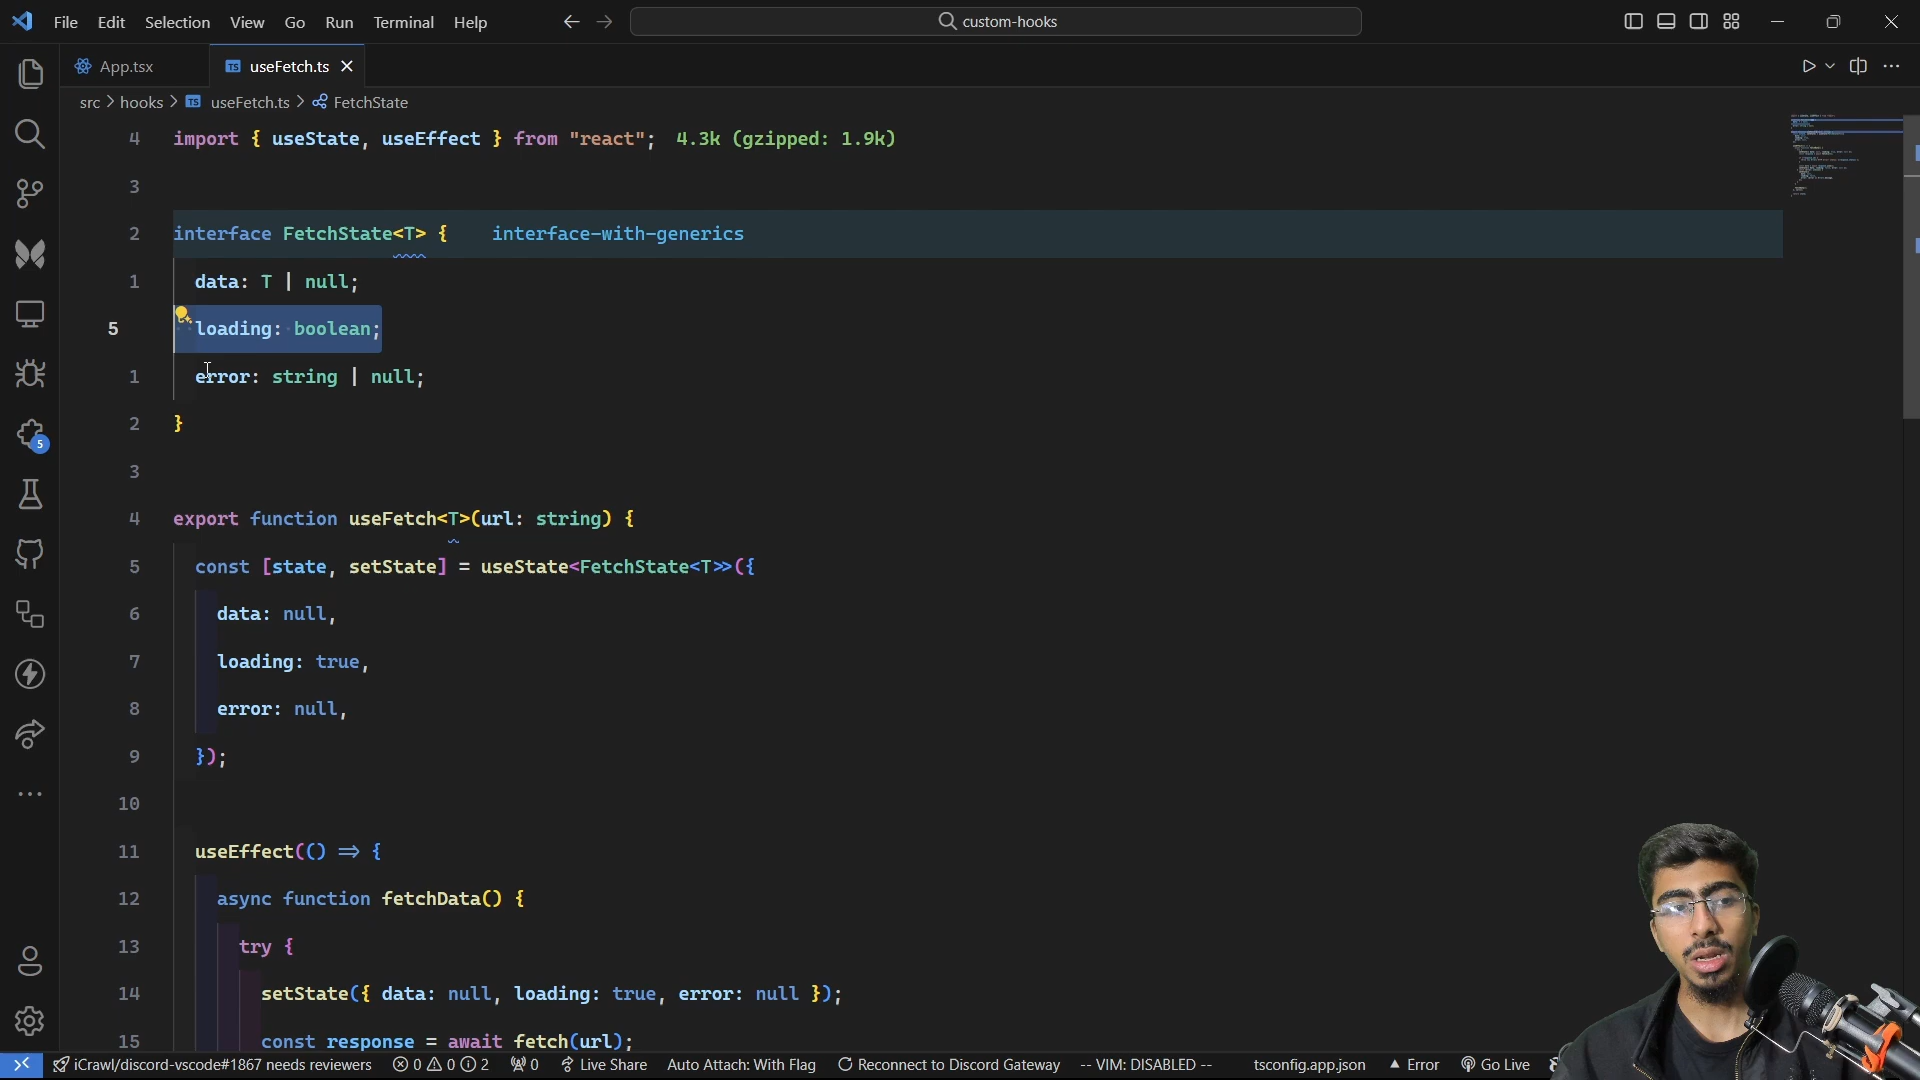 File Edit Selection View Go Run Terminal Help
custom-hooks
App.tsx
TS useFetch.ts
src > hooks > TS useFetch.ts > FetchState
4 import { useState, useEffect } from "react"; 4.3k (gzipped: 1.9k)
3
2 interface FetchState<T> { interface-with-generics
1 data: T | null;
5 loading: boolean;
1 error: string | null;
2 }
3
4 export function useFetch<T>(url: string) {
5 const [state, setState] = useState<FetchState<T>>({
6 data: null,
7 loading: true,
8 error: null,
9 });
10
11 useEffect(() => {
12 async function fetchData() {
13 try {
14 setState({ data: null, loading: true, error: null });
15 const response = await fetch(url);
5
iCrawl/discord-vscode#1867 needs reviewers 0 0 2 0 Live Share Auto Attach: With Flag Reconnect to Discord Gateway -- VIM: DISABLED -- tsconfig.app.json Error Go Live